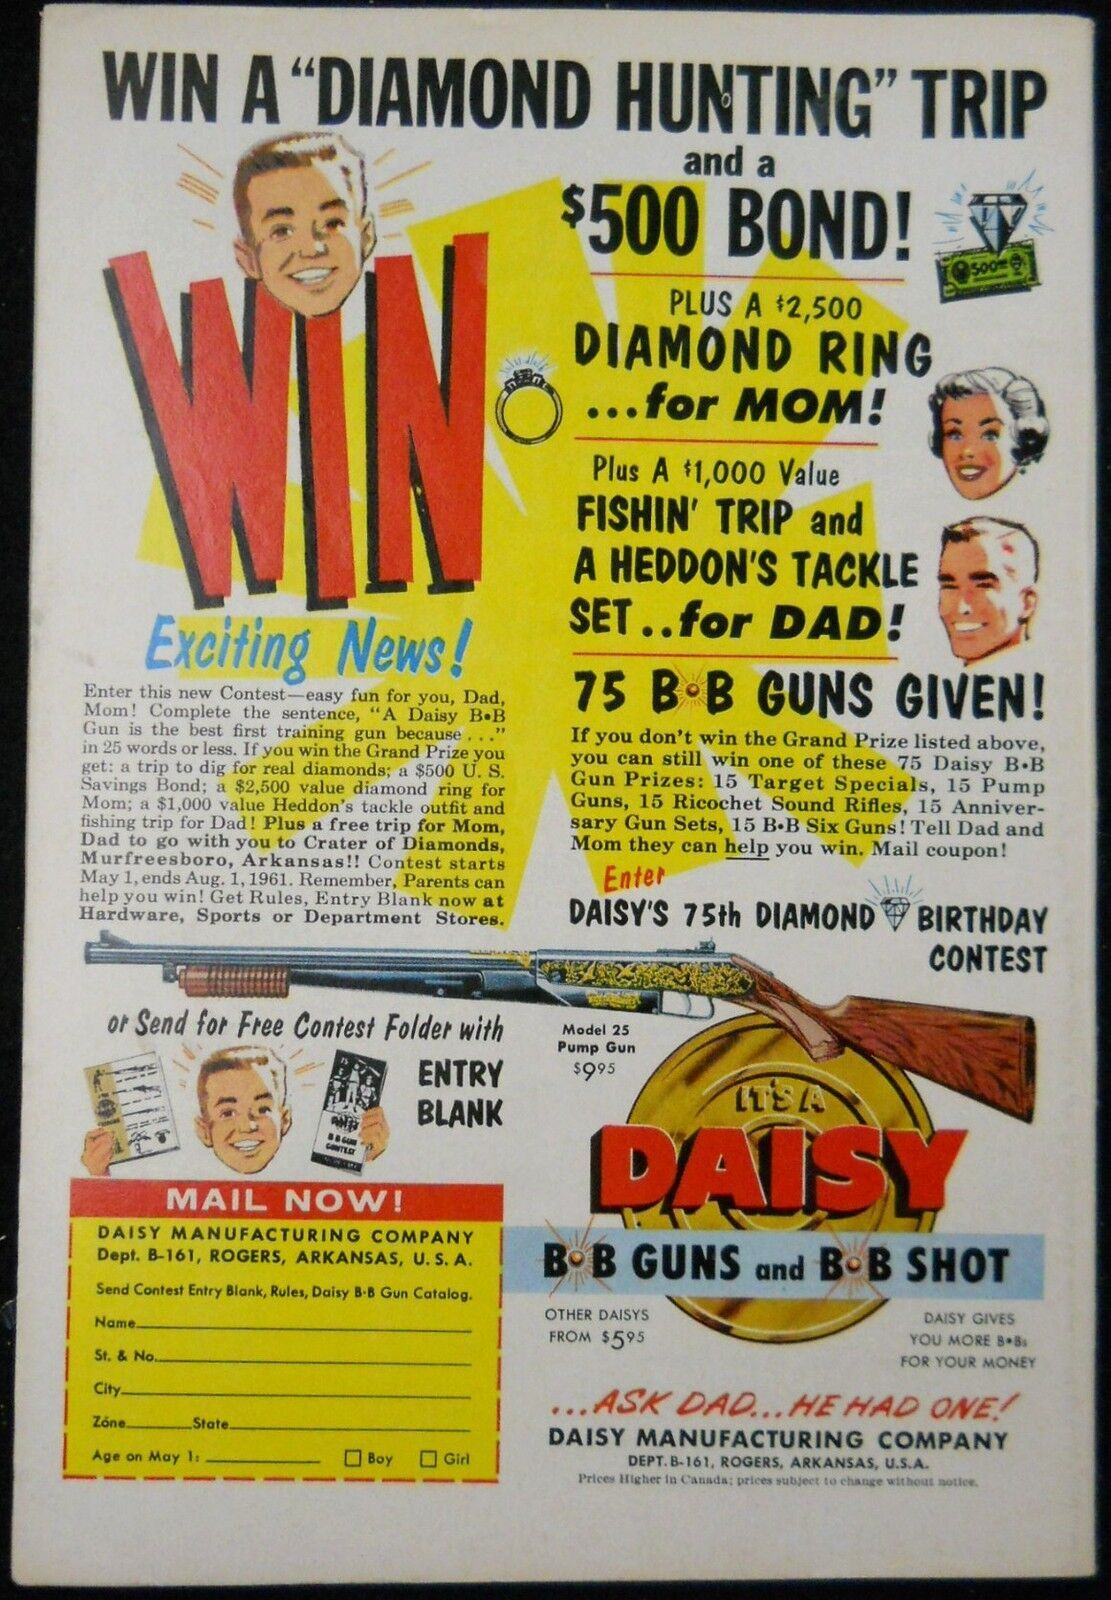 WIN A "DIAMOND HUNTING" TRIP
and a
$500 BOND!
$500
PLUS A $2,500
DIAMOND RING
...for MOM!
Plus A $1,000 Value
FISHIN' TRIP and
A HEDDON'S TACKLE
SET..for DAD!
WIN
Exciting News!
Enter this new Contest—easy fun for you, Dad,
Mom! Complete the sentence, "A Daisy B•B
Gun is the best first training gun because..."
in 25 words or less. If you win the Grand Prize you
get: a trip to dig for real diamonds; a $500 U. S.
Savings Bond; a $2,500 value diamond ring for
Mom; a $1,000 value Heddon's tackle outfit and
fishing trip for Dad! Plus a free trip for Mom,
Dad to go with you to Crater of Diamonds,
Murfreesboro, Arkansas!! Contest starts
May 1, ends Aug. 1, 1961. Remember, Parents can
help you win! Get Rules, Entry Blank now at
Hardware, Sports or Department Stores.
75 B•B GUNS GIVEN!
If you don't win the Grand Prize listed above,
you can still win one of these 75 Daisy B•B
Gun Prizes: 15 Target Specials, 15 Pump
Guns, 15 Ricochet Sound Rifles, 15 Anniver-
sary Gun Sets, 15 B•B Six Guns! Tell Dad and
Mom they can help you win. Mail coupon!
Enter
DAISY'S 75th DIAMOND BIRTHDAY
CONTEST
or Send for Free Contest Folder with
ENTRY
BLANK
B B GUN
CONTEST
Model 25
Pump Gun
$9.95
IT'S A
DAISY
B•B GUNS and B•B SHOT
OTHER DAISYS
FROM $5.95
DAISY GIVES
YOU MORE B•Bs
FOR YOUR MONEY
...ASK DAD...HE HAD ONE!
DAISY MANUFACTURING COMPANY
DEPT. B-161, ROGERS, ARKANSAS, U.S.A.
Prices Higher in Canada; prices subject to change without notice.
MAIL NOW!
DAISY MANUFACTURING COMPANY
Dept. B-161, ROGERS, ARKANSAS, U. S. A.
Send Contest Entry Blank, Rules, Daisy B•B Gun Catalog.
Name
St. & No.
City
Zone State
Age on May 1: Boy Girl